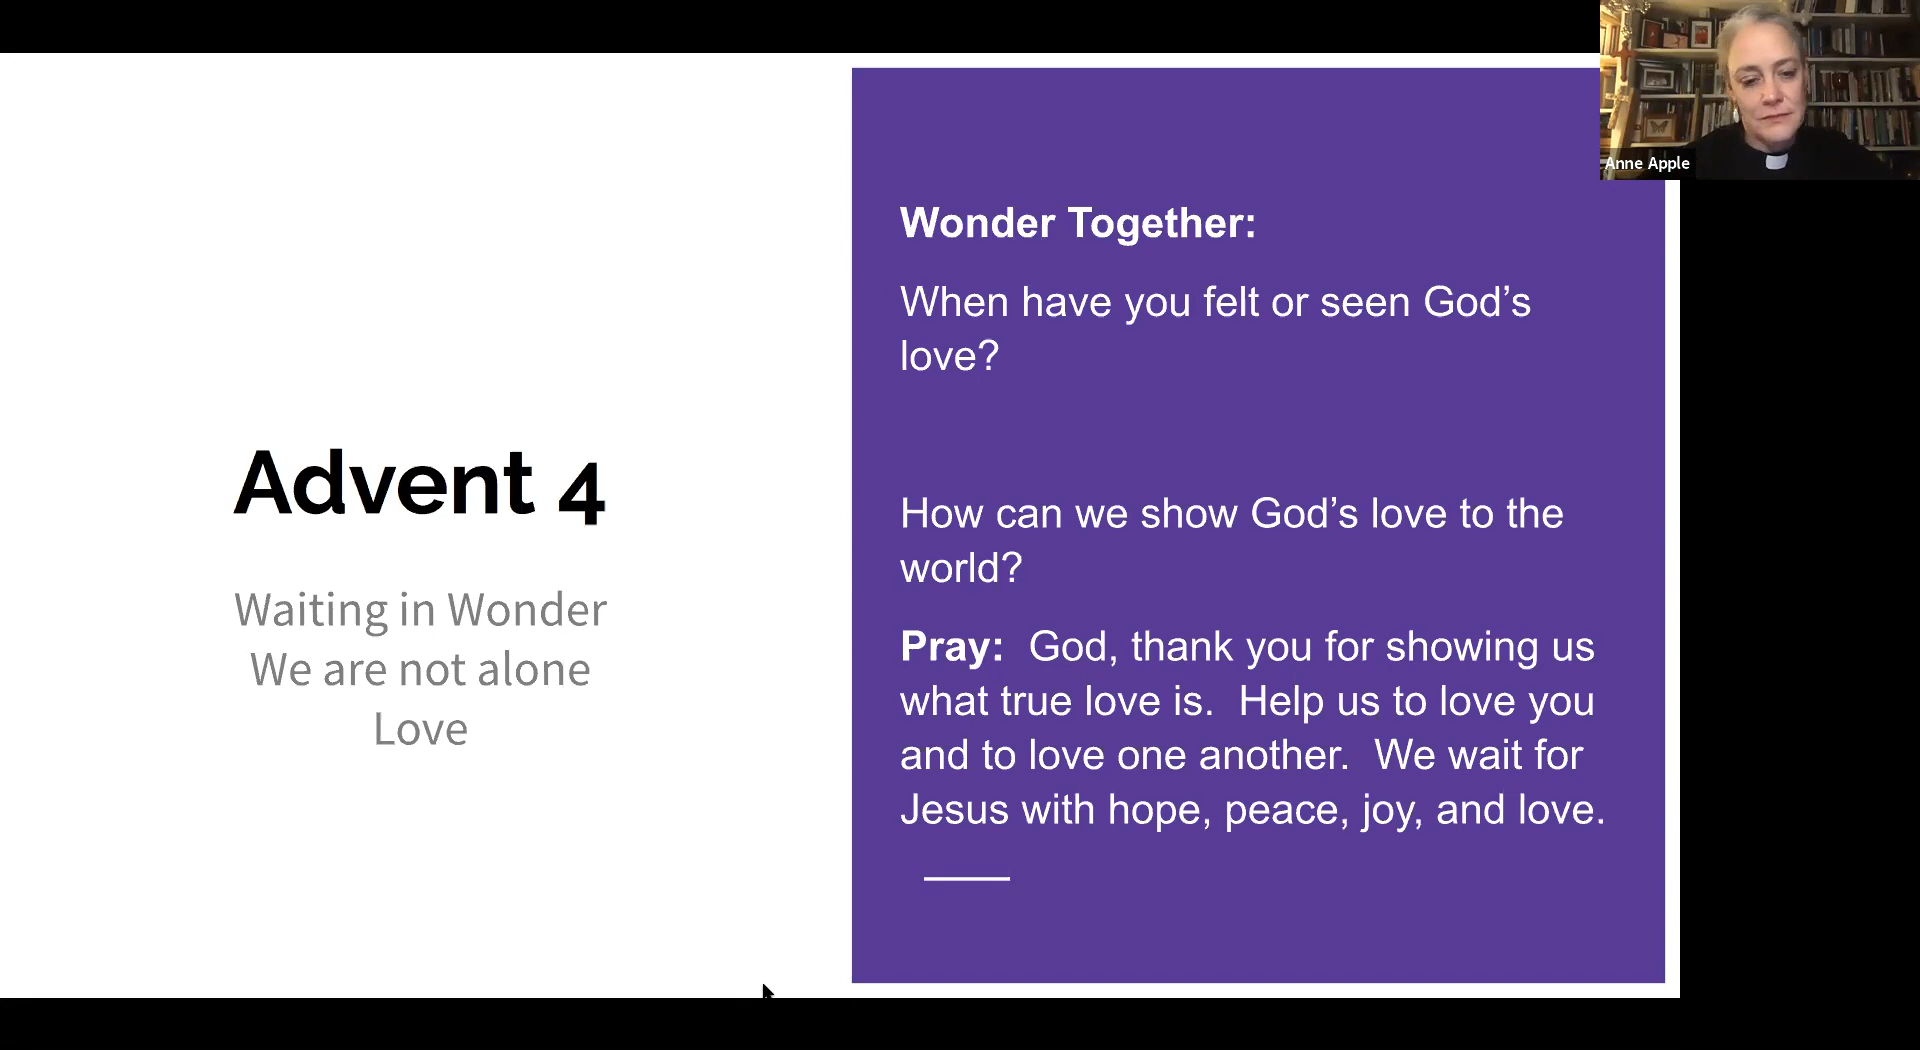 Anne Apple
Advent 4
Waiting in Wonder
We are not alone
Love
Wonder Together:
When have you felt or seen God’s
love?
How can we show God’s love to the
world?
Pray:  God, thank you for showing us
what true love is.  Help us to love you
and to love one another.  We wait for
Jesus with hope, peace, joy, and love.